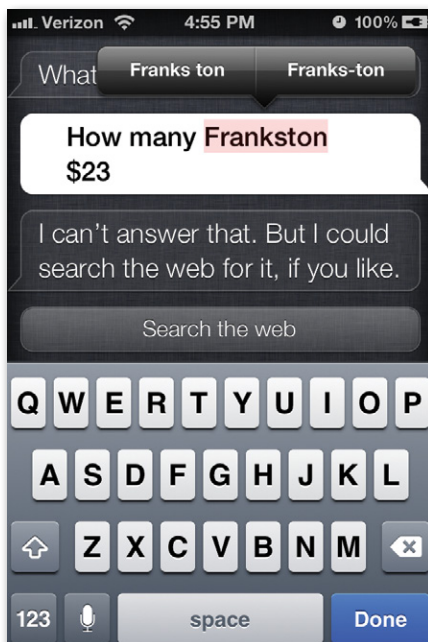 Verizon 4:55 PM 100%
What Franks ton Franks-ton
How many Frankston
$23
I can't answer that. But I could
search the web for it, if you like.
Search the web
Q W E R T Y U I O P
A S D F G H J K L
Z X C V B N M
123 space Done